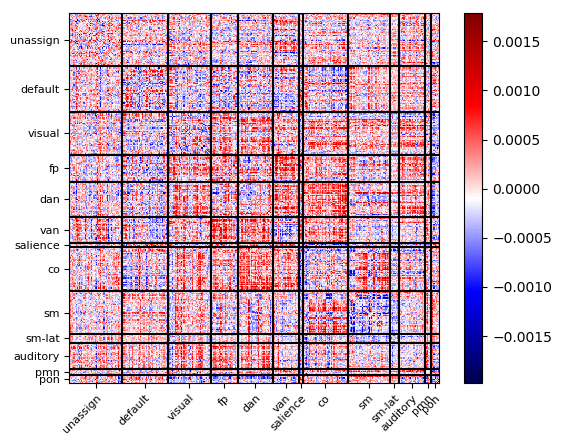 unassign
default
visual
fp
dan
van
salience
co
sm
sm-lat
auditory
pmn
pon
unassign
default
visual
fp
dan
van
salience
co
sm
sm-lat
auditory
pmn
pon
0.0015
0.0010
0.0005
0.0000
−0.0005
−0.0010
−0.0015